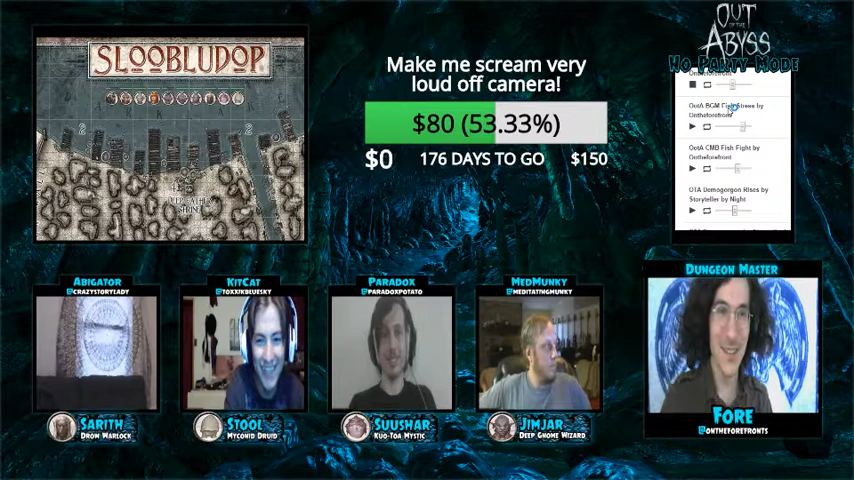 SLOOBLUDOP
Make me scream very
loud off camera!
$80 (53.33%)
$0 176 DAYS TO GO $150
OUT
OF THE
ABYSS
NO PARTY MODE
Ontheforefront
OotA BGM Fish
by
Ontheforefront
OotA CMB Fish Fight by
Ontheforefront
OTA Demogorgon Rises by
Storyteller by Night
ABIGATOR
@CRAZYSTORYLADY
KITCAT
@TOXXIKBLUESKY
PARADOX
@PARADOXPOTATO
MEDMUNKY
@MEDITATINGMUNKY
DUNGEON MASTER
SARITH
DROW WARLOCK
STOOL
MYCONID DRUID
SUUSHAR
KUO-TOA MYSTIC
JIMJAR
DEEP GNOME WIZARD
FORE
@ONTHEFOREFRONTS